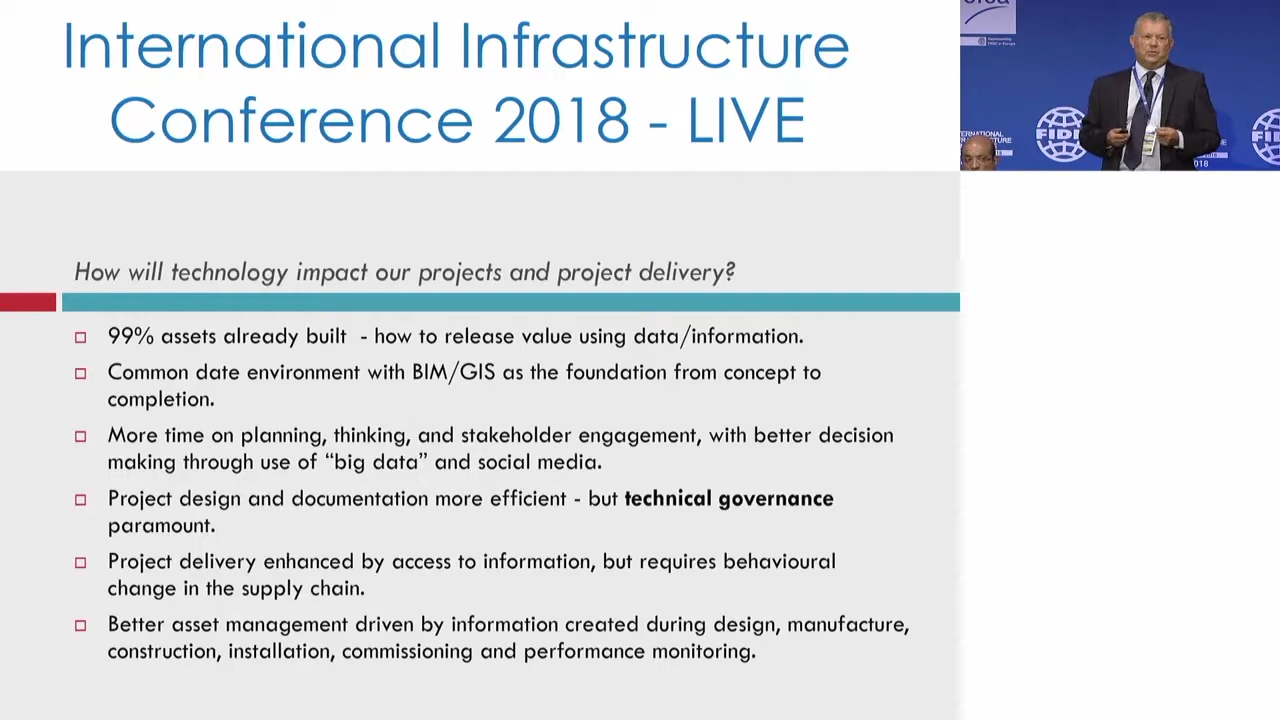 International Infrastructure
Conference 2018 - LIVE
How will technology impact our projects and project delivery?
99% assets already built - how to release value using data/information.
Common date environment with BIM/GIS as the foundation from concept to
completion.
More time on planning, thinking, and stakeholder engagement, with better decision
making through use of “big data” and social media.
Project design and documentation more efficient - but technical governance
paramount.
Project delivery enhanced by access to information, but requires behavioural
change in the supply chain.
Better asset management driven by information created during design, manufacture,
construction, installation, commissioning and performance monitoring.
FIDI
FI
2018